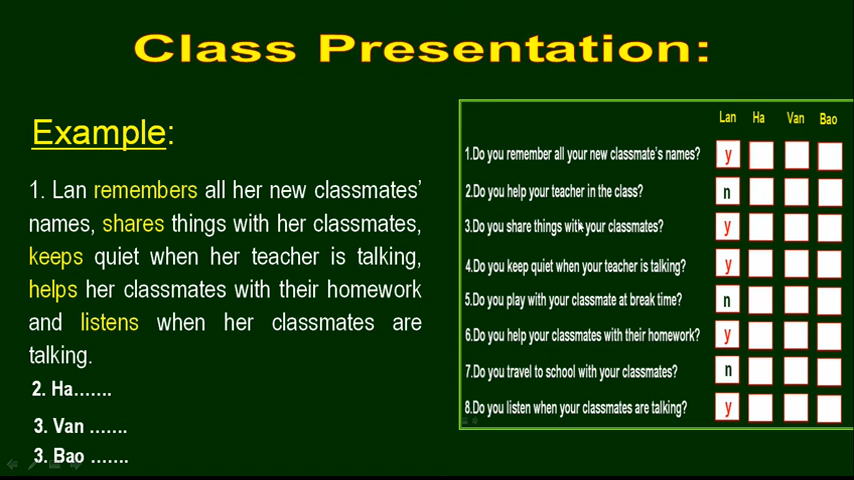 Class Presentation:
Example:
1. Lan remembers all her new classmates’
names, shares things with her classmates,
keeps quiet when her teacher is talking,
helps her classmates with their homework
and listens when her classmates are
talking.
2. Ha.......
3. Van .......
3. Bao .......
Lan Ha Van Bao
1.Do you remember all your new classmate's names? y
2.Do you help your teacher in the class? n
3.Do you share things with your classmates? y
4.Do you keep quiet when your teacher is talking? y
5.Do you play with your classmate at break time? n
6.Do you help your classmates with their homework? y
7.Do you travel to school with your classmates? n
8.Do you listen when your classmates are talking? y